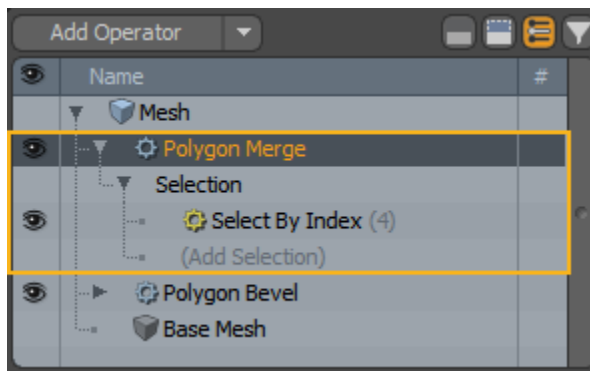 Add Operator
Name #
Mesh
Polygon Merge
Selection
Select By Index (4)
(Add Selection)
Polygon Bevel
Base Mesh